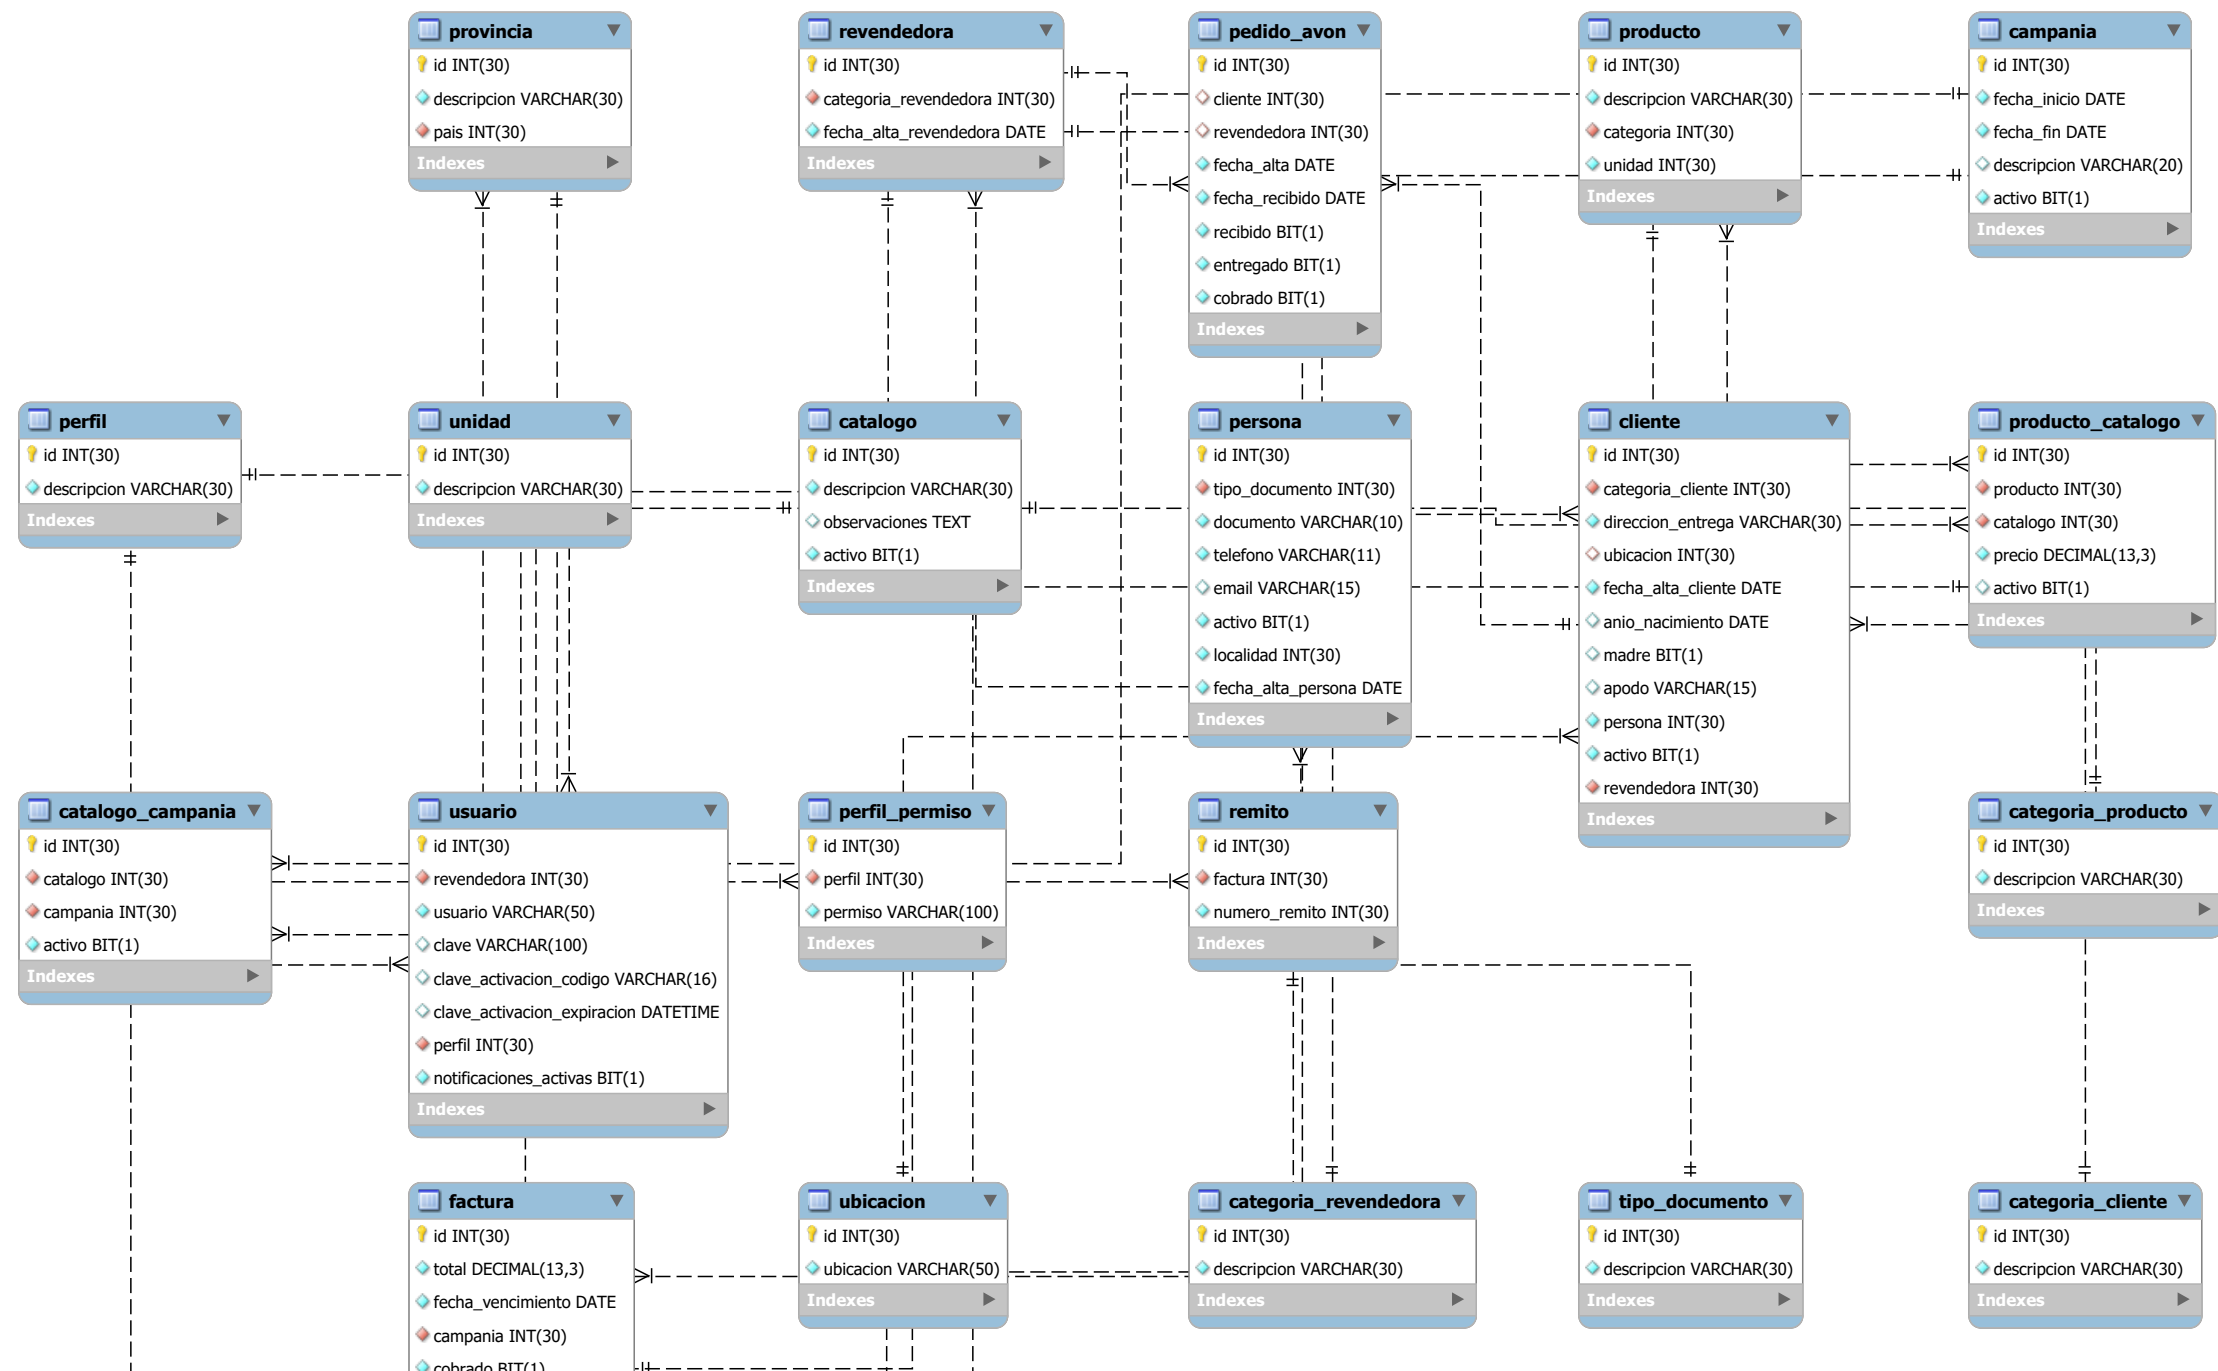 provincia
id INT(30)
descripcion VARCHAR(30)
pais INT(30)
Indexes
revendedora
id INT(30)
categoria_revendedora INT(30)
fecha_alta_revendedora DATE
Indexes
pedido_avon
id INT(30)
cliente INT(30)
revendedora INT(30)
fecha_alta DATE
fecha_recibido DATE
recibido BIT(1)
entregado BIT(1)
cobrado BIT(1)
Indexes
producto
id INT(30)
descripcion VARCHAR(30)
categoria INT(30)
unidad INT(30)
Indexes
campania
id INT(30)
fecha_inicio DATE
fecha_fin DATE
descripcion VARCHAR(20)
activo BIT(1)
Indexes
perfil
id INT(30)
descripcion VARCHAR(30)
Indexes
unidad
id INT(30)
descripcion VARCHAR(30)
Indexes
catalogo
id INT(30)
descripcion VARCHAR(30)
observaciones TEXT
activo BIT(1)
Indexes
persona
id INT(30)
tipo_documento INT(30)
documento VARCHAR(10)
telefono VARCHAR(11)
email VARCHAR(15)
activo BIT(1)
localidad INT(30)
fecha_alta_persona DATE
Indexes
cliente
id INT(30)
categoria_cliente INT(30)
direccion_entrega VARCHAR(30)
ubicacion INT(30)
fecha_alta_cliente DATE
anio_nacimiento DATE
madre BIT(1)
apodo VARCHAR(15)
persona INT(30)
activo BIT(1)
revendedora INT(30)
Indexes
producto_catalogo
id INT(30)
producto INT(30)
catalogo INT(30)
precio DECIMAL(13,3)
activo BIT(1)
Indexes
catalogo_campania
id INT(30)
catalogo INT(30)
campania INT(30)
activo BIT(1)
Indexes
usuario
id INT(30)
revendedora INT(30)
usuario VARCHAR(50)
clave VARCHAR(100)
clave_activacion_codigo VARCHAR(16)
clave_activacion_expiracion DATETIME
perfil INT(30)
notificaciones_activas BIT(1)
Indexes
perfil_permiso
id INT(30)
perfil INT(30)
permiso VARCHAR(100)
Indexes
remito
id INT(30)
factura INT(30)
numero_remito INT(30)
Indexes
categoria_producto
id INT(30)
descripcion VARCHAR(30)
Indexes
factura
id INT(30)
total DECIMAL(13,3)
fecha_vencimiento DATE
campania INT(30)
cobrado BIT(1)
ubicacion
id INT(30)
ubicacion VARCHAR(50)
Indexes
categoria_revendedora
id INT(30)
descripcion VARCHAR(30)
Indexes
tipo_documento
id INT(30)
descripcion VARCHAR(30)
Indexes
categoria_cliente
id INT(30)
descripcion VARCHAR(30)
Indexes